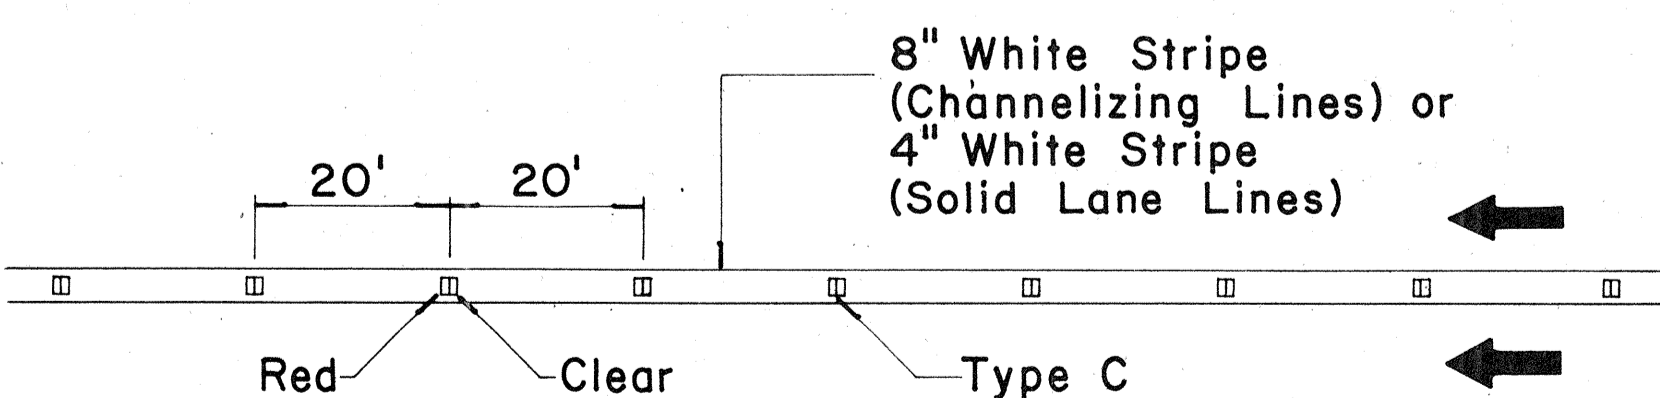 8" White Stripe
(Channelizing Lines) or
4" White Stripe
(Solid Lane Lines)
20' 20'
Red Clear Type C